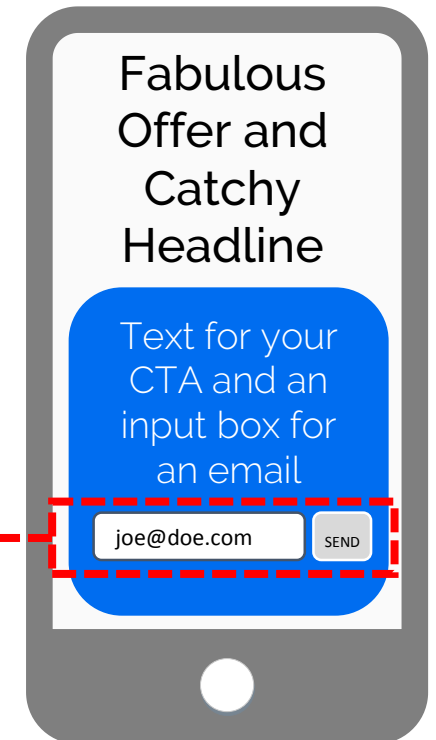 Fabulous
Offer and
Catchy
Headline
Text for your
CTA and an
input box for
an email
joe@doe.com SEND